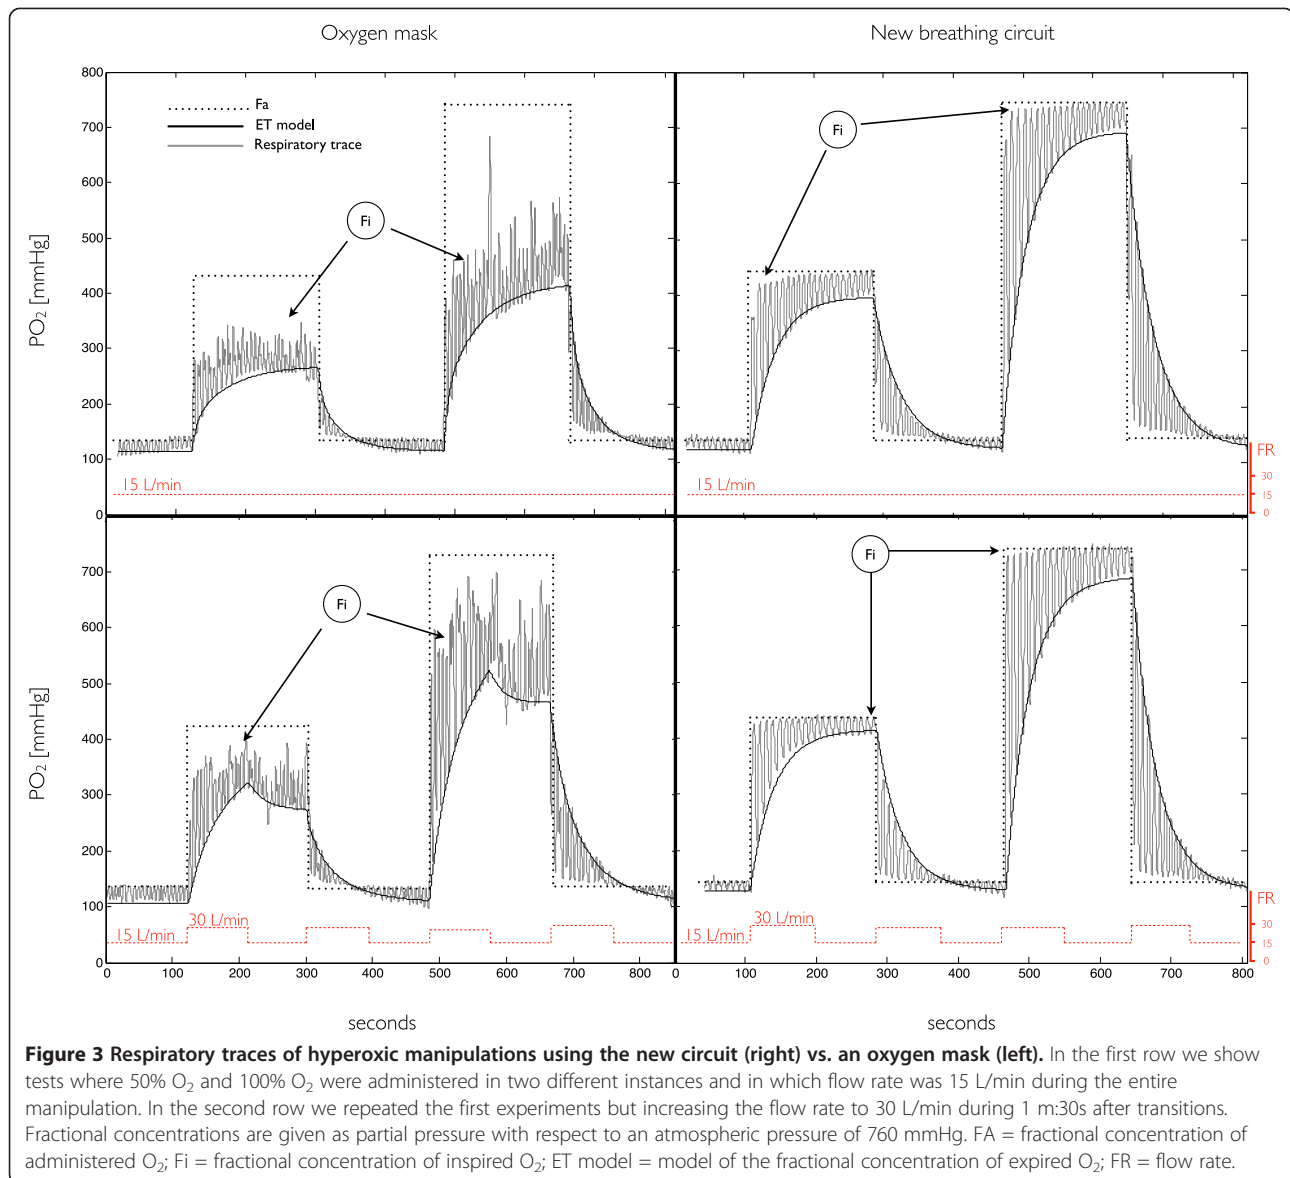 Oxygen mask
New breathing circuit
800
700
600
500
400
300
200
100
0
PO₂ [mmHg]
Fa
ET model
Respiratory trace
Fi
15 L/min
Fi
15 L/min
FR
30
15
0
700
600
500
400
300
200
100
0
PO₂ [mmHg]
Fi
30 L/min
15 L/min
Fi
30 L/min
15 L/min
FR
30
15
0
0 100 200 300 400 500 600 700 800
0 100 200 300 400 500 600 700 800
seconds
seconds
Figure 3 Respiratory traces of hyperoxic manipulations using the new circuit (right) vs. an oxygen mask (left). In the first row we show
tests where 50% O₂ and 100% O₂ were administered in two different instances and in which flow rate was 15 L/min during the entire
manipulation. In the second row we repeated the first experiments but increasing the flow rate to 30 L/min during 1 m:30s after transitions.
Fractional concentrations are given as partial pressure with respect to an atmospheric pressure of 760 mmHg. FA = fractional concentration of
administered O₂; Fi = fractional concentration of inspired O₂; ET model = model of the fractional concentration of expired O₂; FR = flow rate.